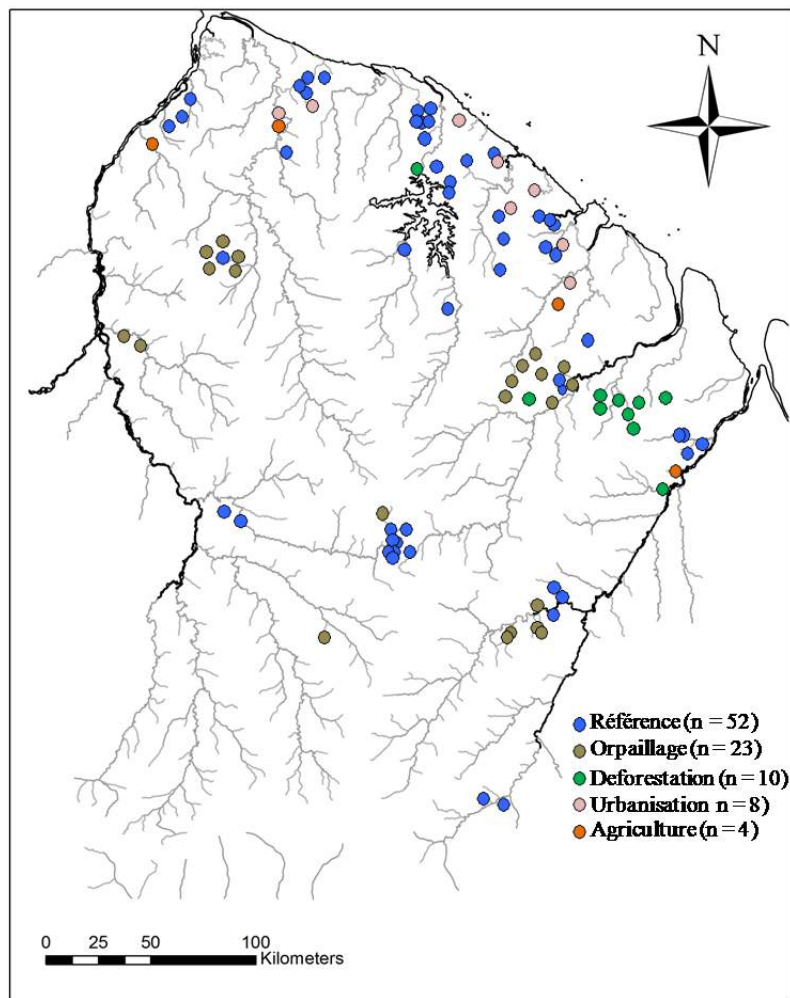 N
Référence (n = 52)
Orpaillage (n = 23)
Deforestation (n = 10)
Urbanisation n = 8)
Agriculture (n = 4)
0 25 50 100
Kilometers